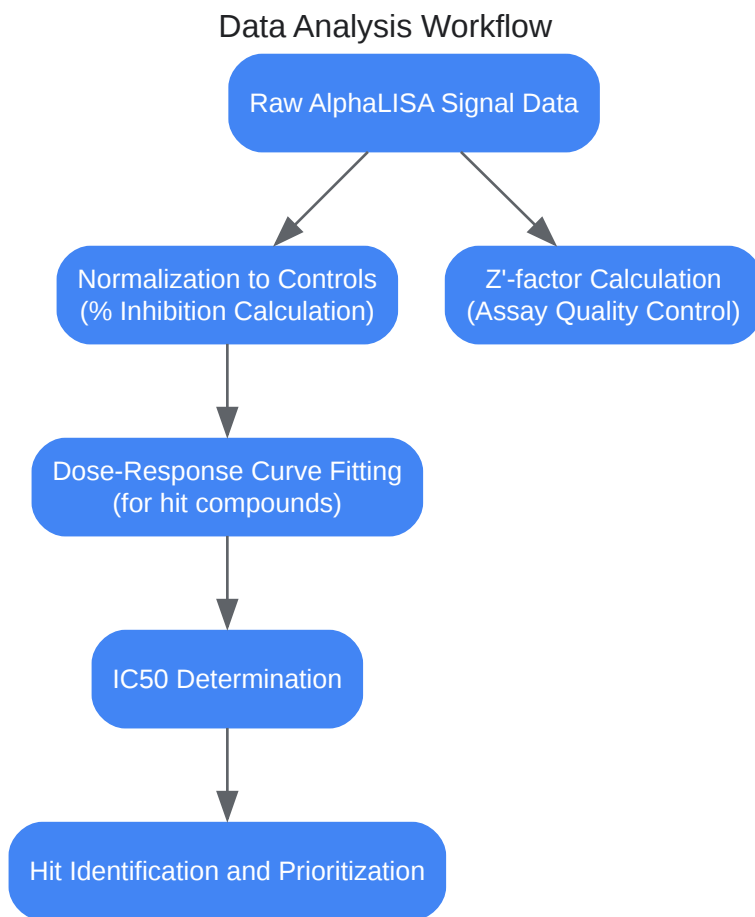 Data Analysis Workflow
Raw AlphaLISA Signal Data
Normalization to Controls
(% Inhibition Calculation)
Z'-factor Calculation
(Assay Quality Control)
Dose-Response Curve Fitting
(for hit compounds)
IC50 Determination
Hit Identification and Prioritization